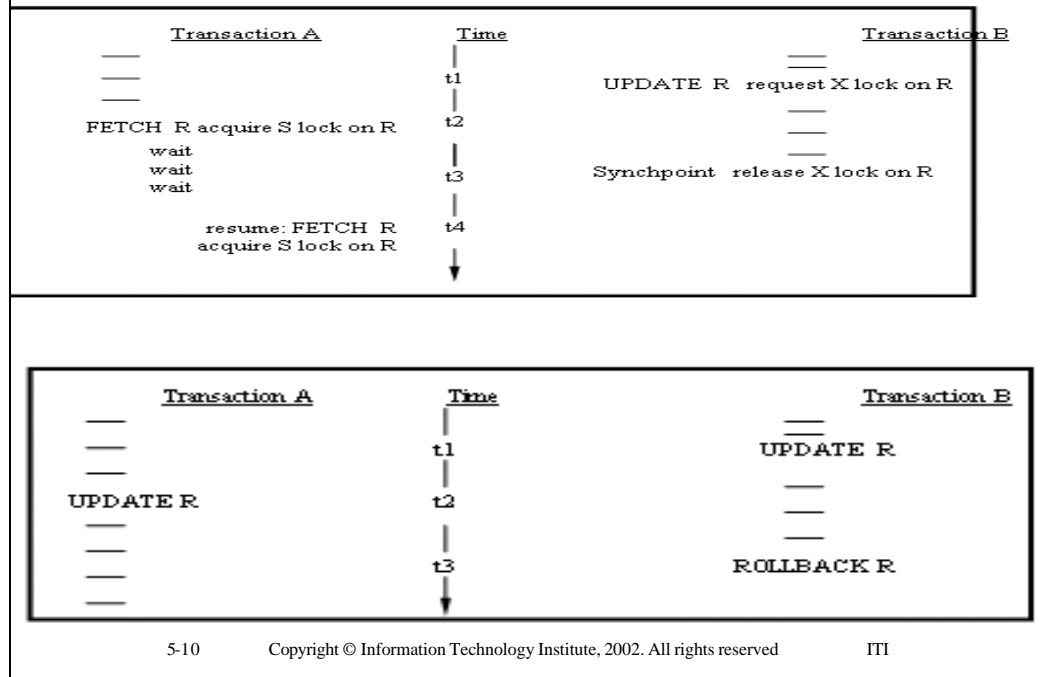 Transaction A Time Transaction B
t1 UPDATE R request X lock on R
FETCH R acquire S lock on R t2
wait
wait
t3 Synchpoint release X lock on R
wait
resume: FETCH R t4
acquire S lock on R
Transaction A Time Transaction B
t1 UPDATE R
UPDATE R t2
t3 ROLLBACK R
5-10 Copyright © Information Technology Institute, 2002. All rights reserved ITI